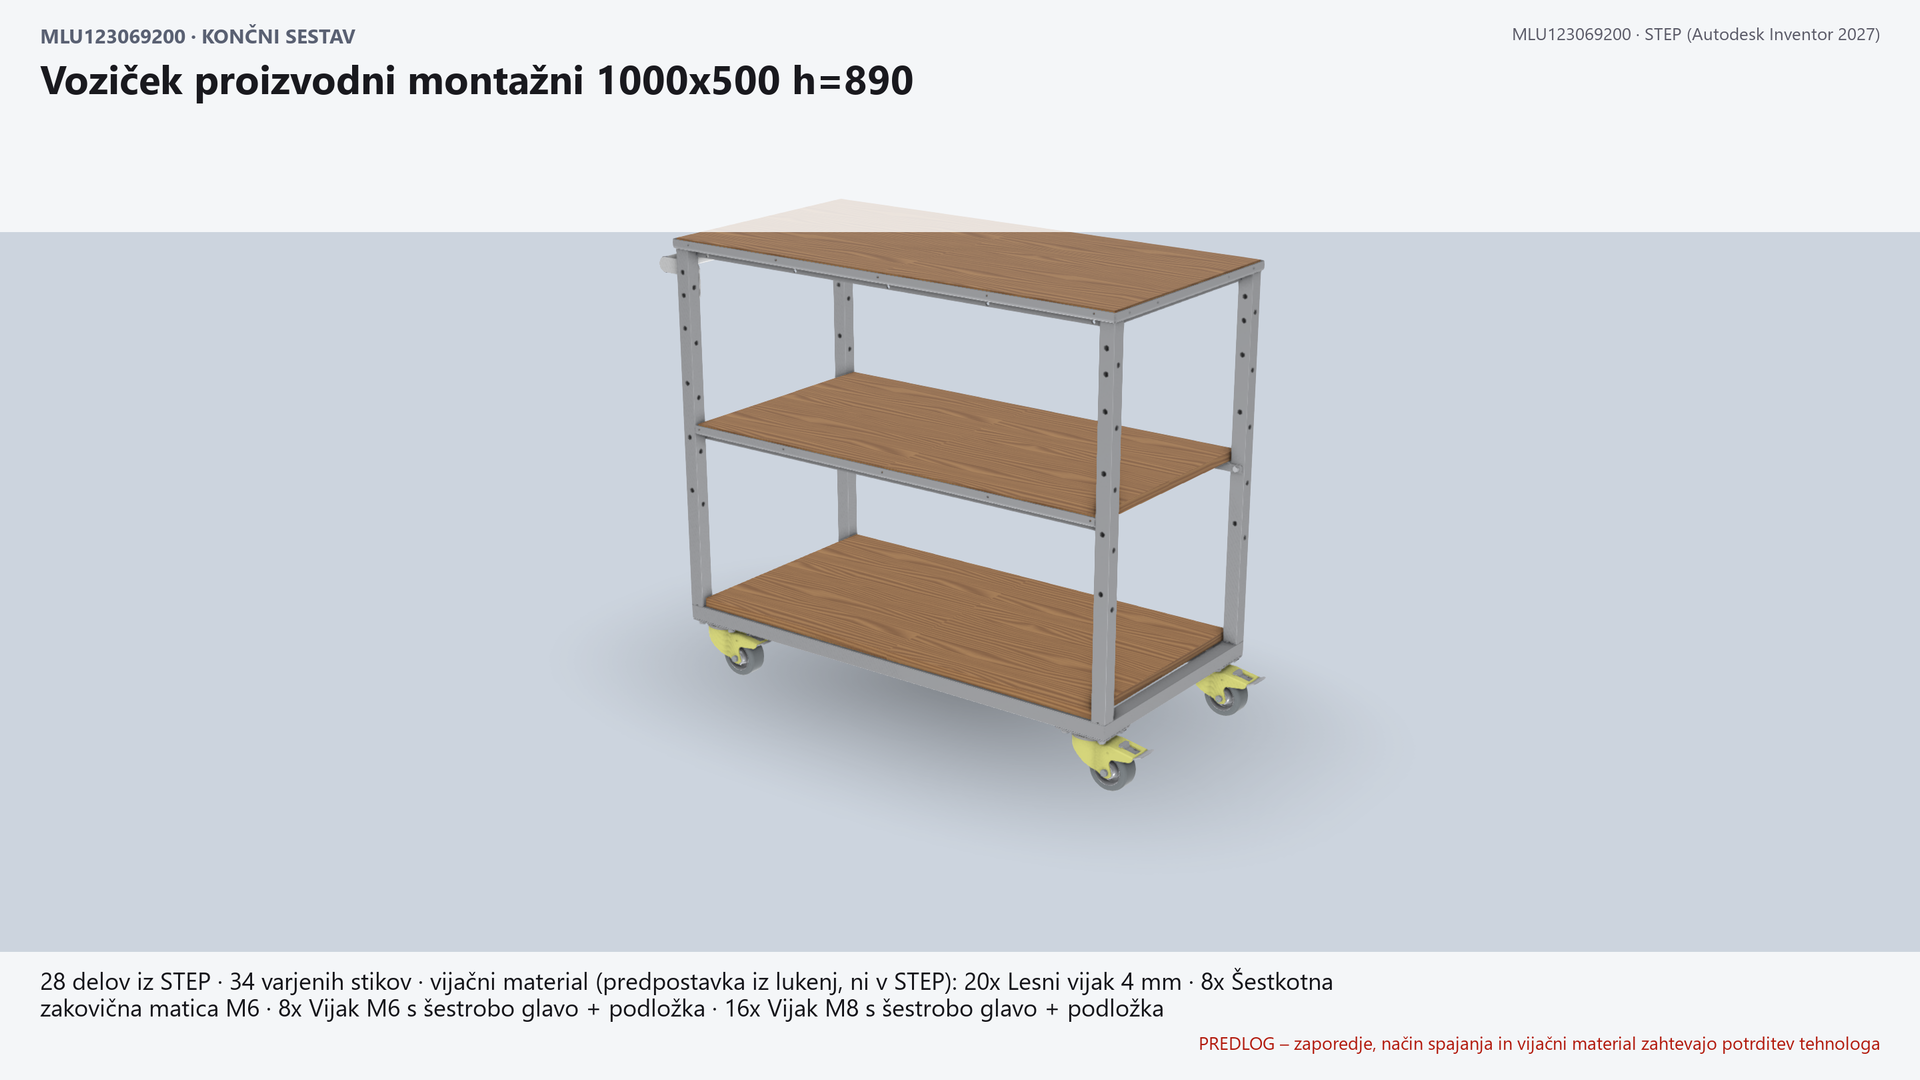 MLU123069200 · KONČNI SESTAV
MLU123069200 · STEP (Autodesk Inventor 2027)
Voziček proizvodni montažni 1000x500 h=890
28 delov iz STEP · 34 varjenih stikov · vijačni material (predpostavka iz lukenj, ni v STEP): 20x Lesni vijak 4 mm · 8x Šestkotna
zakovična matica M6 · 8x Vijak M6 s šestrobo glavo + podložka · 16x Vijak M8 s šestrobo glavo + podložka
PREDLOG – zaporedje, način spajanja in vijačni material zahtevajo potrditev tehnologa